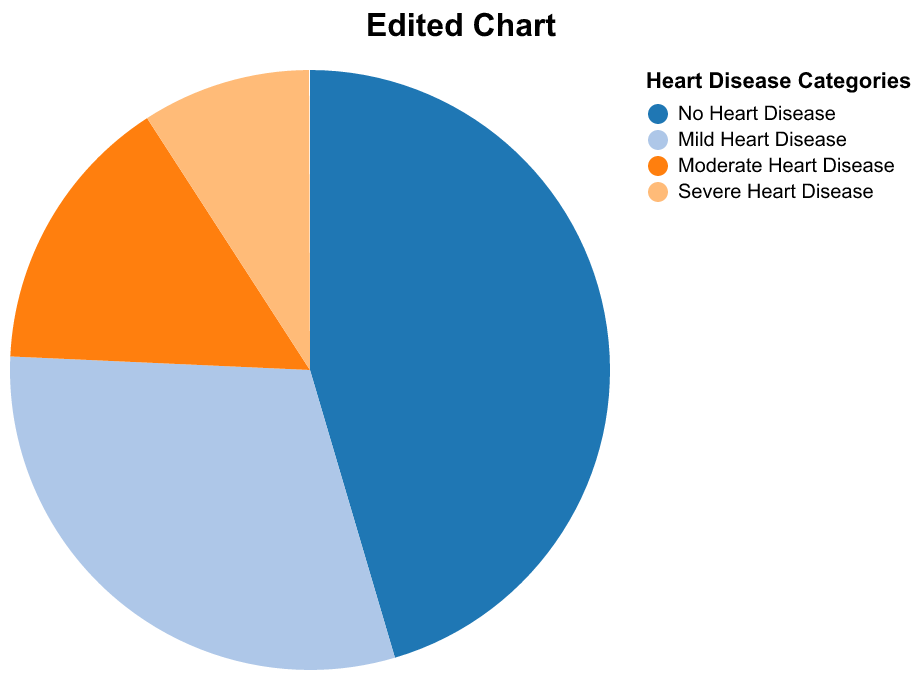 Edited Chart
Heart Disease Categories
No Heart Disease
Mild Heart Disease
Moderate Heart Disease
Severe Heart Disease